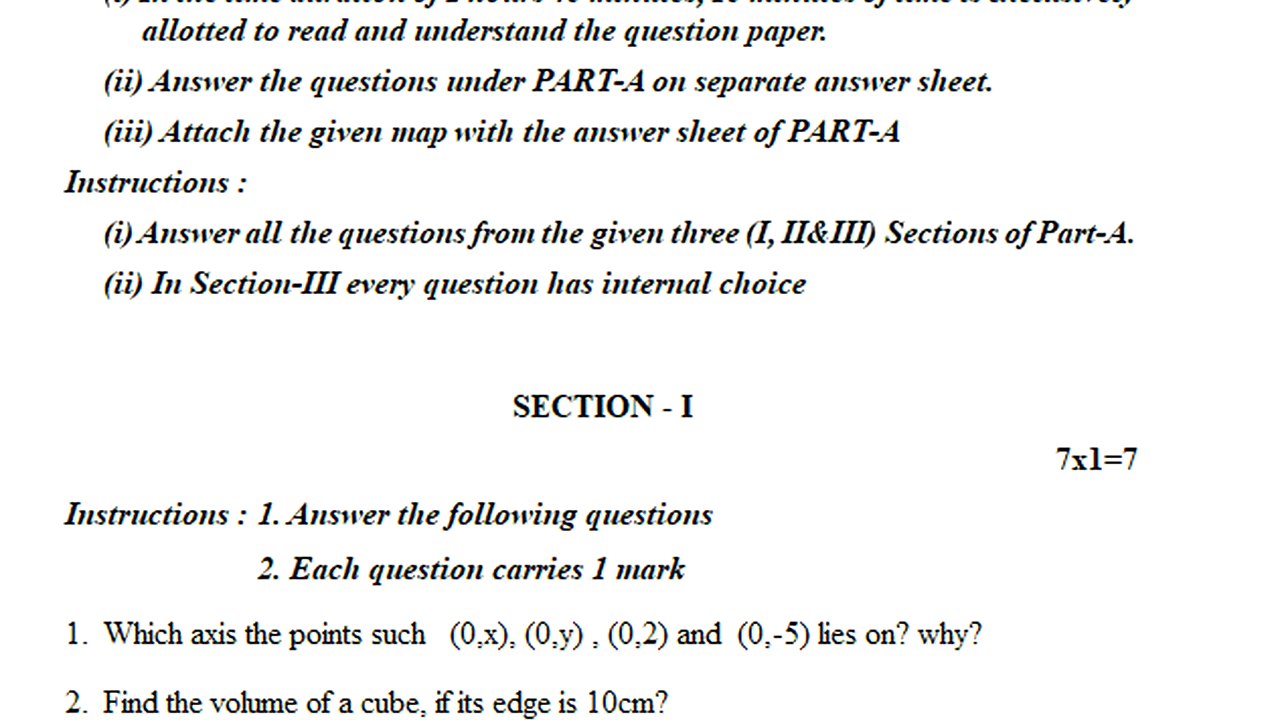 allotted to read and understand the question paper.
(ii) Answer the questions under PART-A on separate answer sheet.
(iii) Attach the given map with the answer sheet of PART-A
Instructions :
(i) Answer all the questions from the given three (I, II&III) Sections of Part-A.
(ii) In Section-III every question has internal choice
SECTION - I
7x1=7
Instructions : 1. Answer the following questions
2. Each question carries 1 mark
1. Which axis the points such (0,x), (0,y) , (0,2) and (0,-5) lies on? why?
2. Find the volume of a cube, if its edge is 10cm?